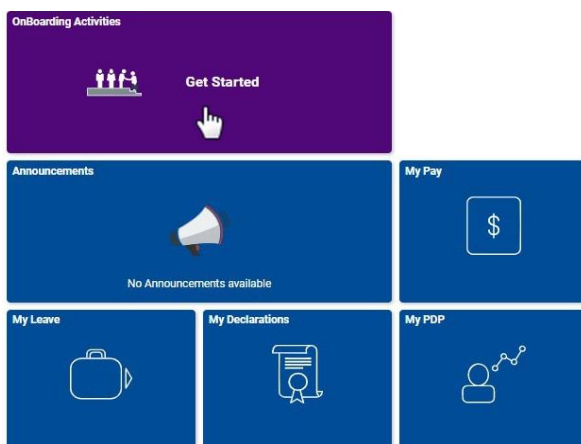 OnBoarding Activities
Get Started
Announcements
No Announcements available
My Pay
$
My Leave
My Declarations
My PDP